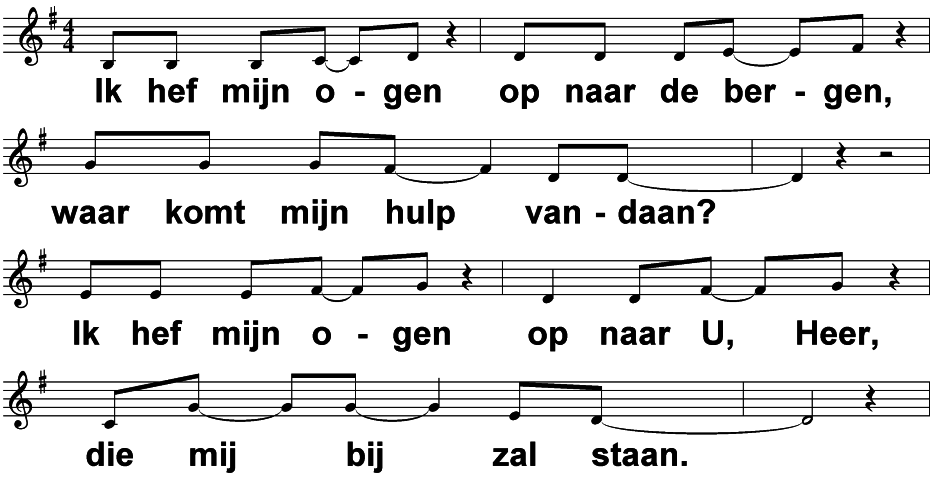 Ik hef mijn o - gen op naar de ber - gen,
waar komt mijn hulp van - daan?
Ik hef mijn o - gen op naar U, Heer,
die mij bij zal staan.